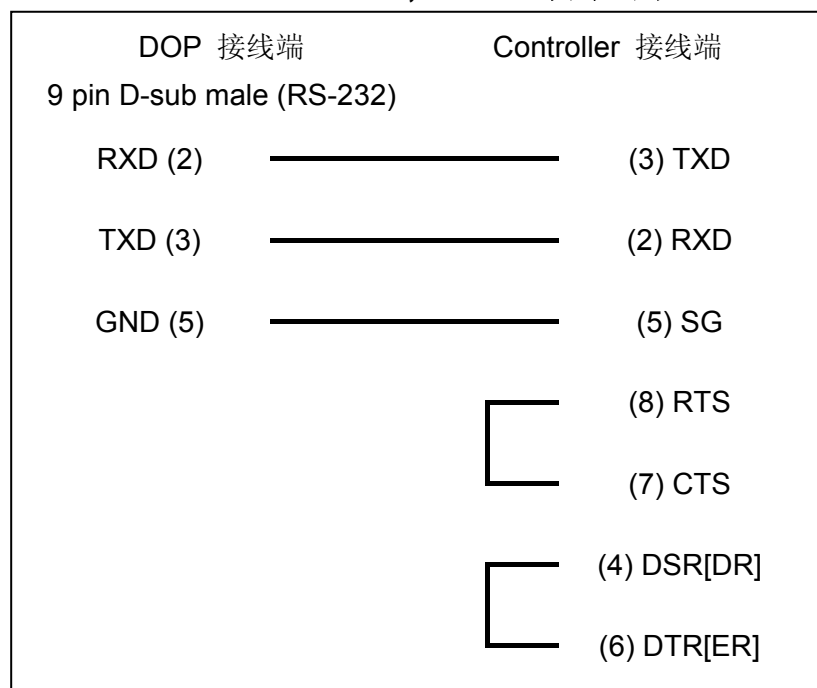 DOP 接线端 Controller 接线端
9 pin D-sub male (RS-232)
RXD (2) (3) TXD
TXD (3) (2) RXD
GND (5) (5) SG
(8) RTS
(7) CTS
(4) DSR[DR]
(6) DTR[ER]